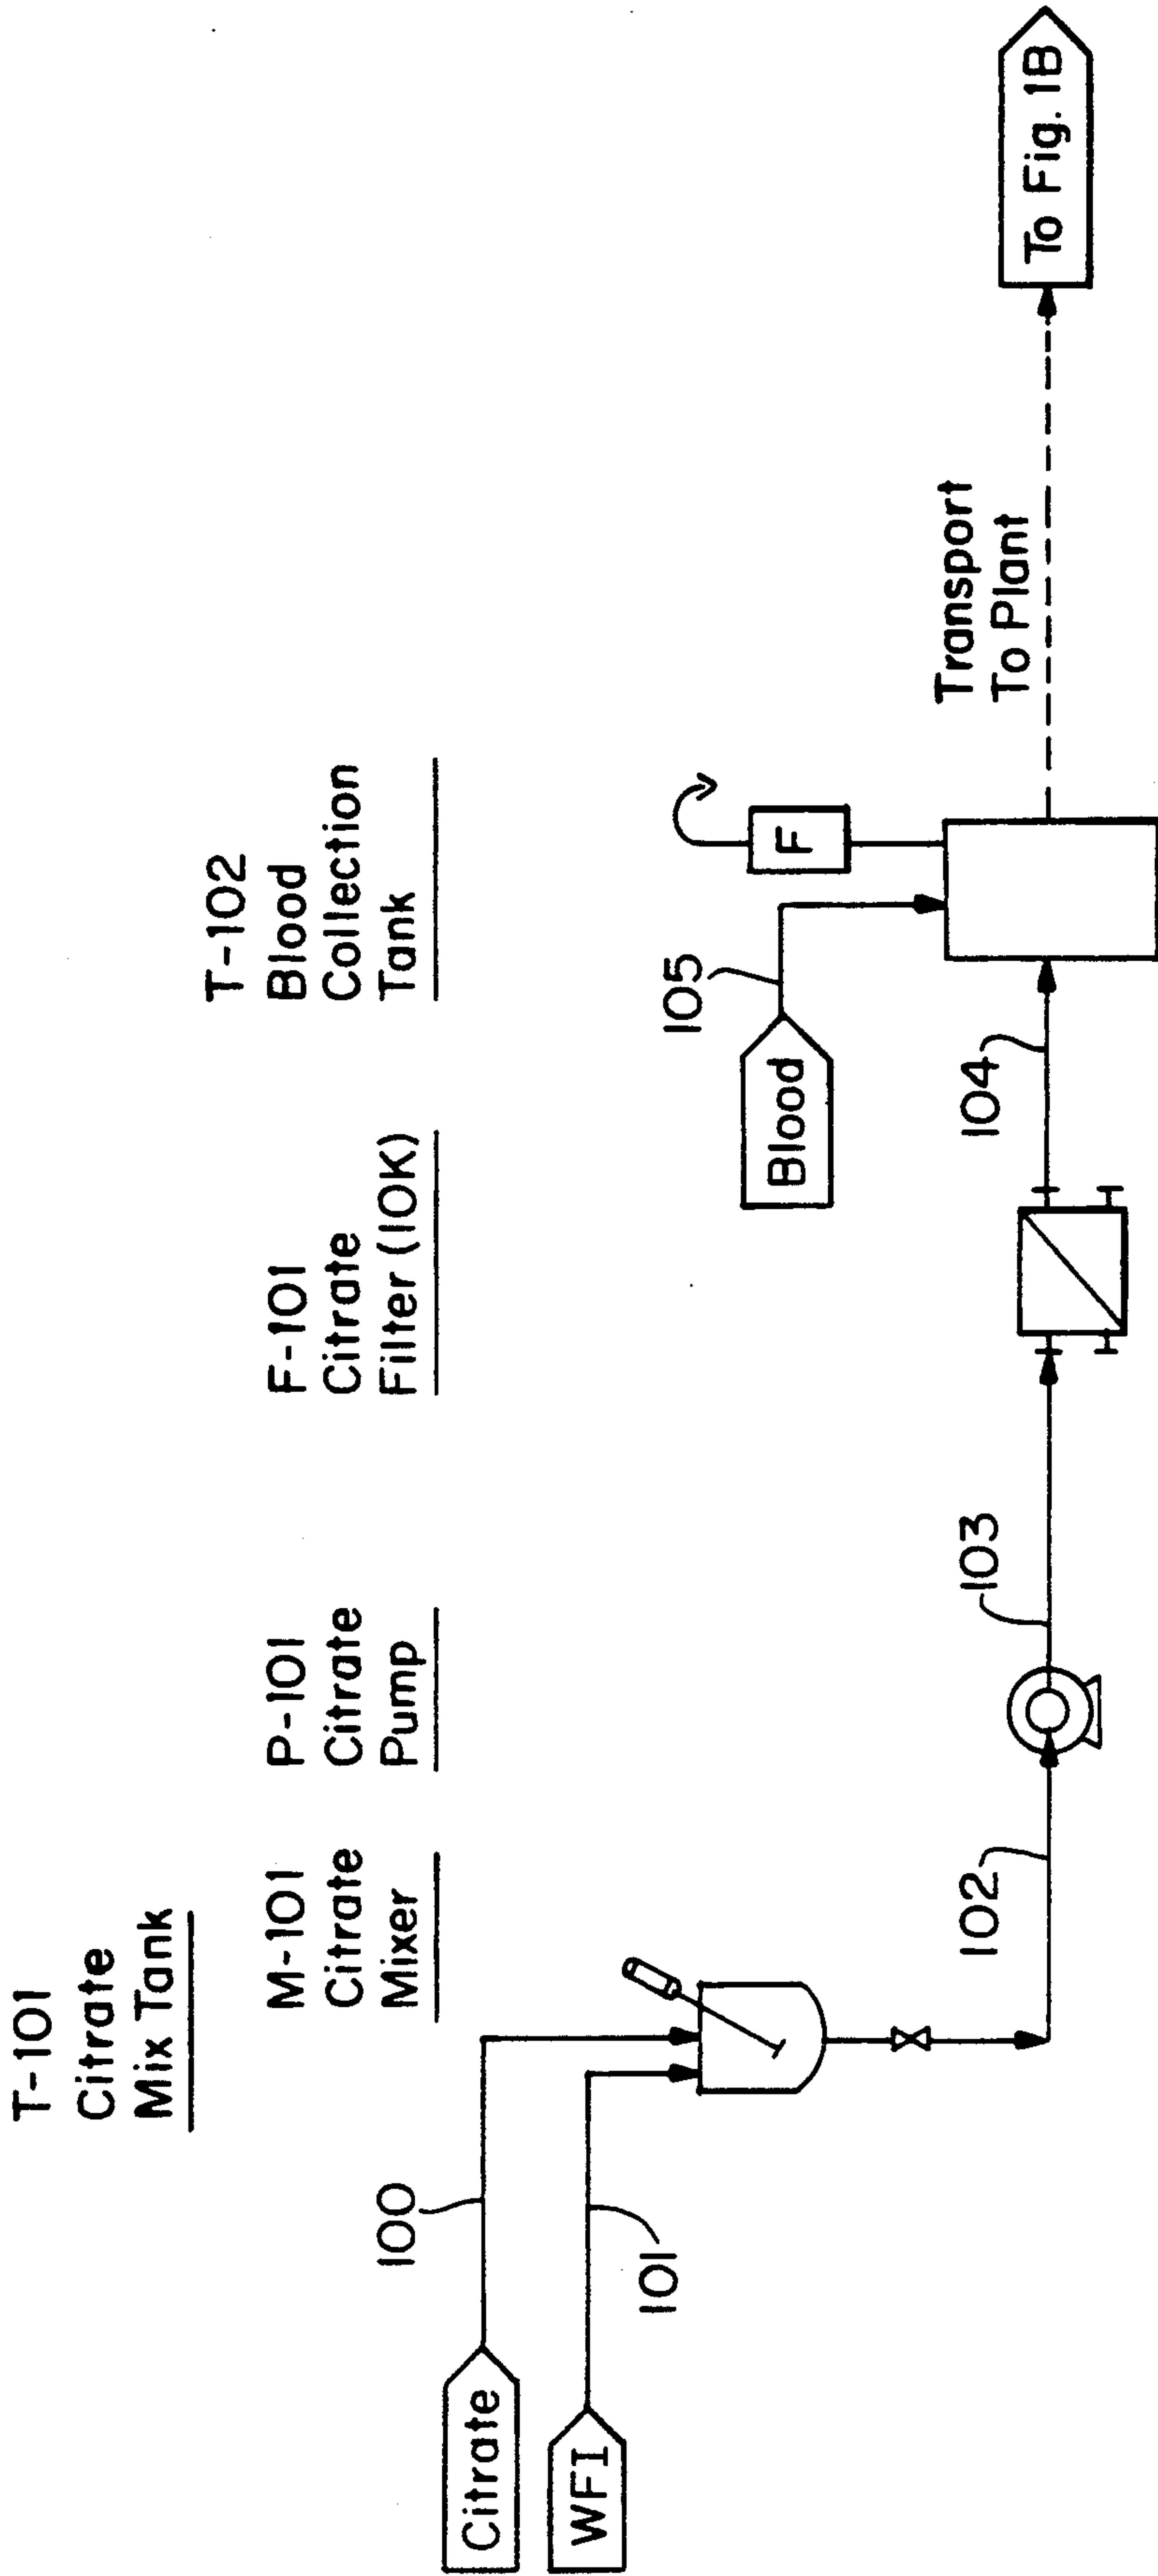 T-101
Citrate
Mix Tank
M-101
Citrate
Mixer
P-101
Citrate
Pump
F-101
Citrate
Filter (10K)
T-102
Blood
Collection
Tank
Citrate
100
WFI
101
102
103
104
Blood
105
F
Transport
To Plant
To Fig. 1B